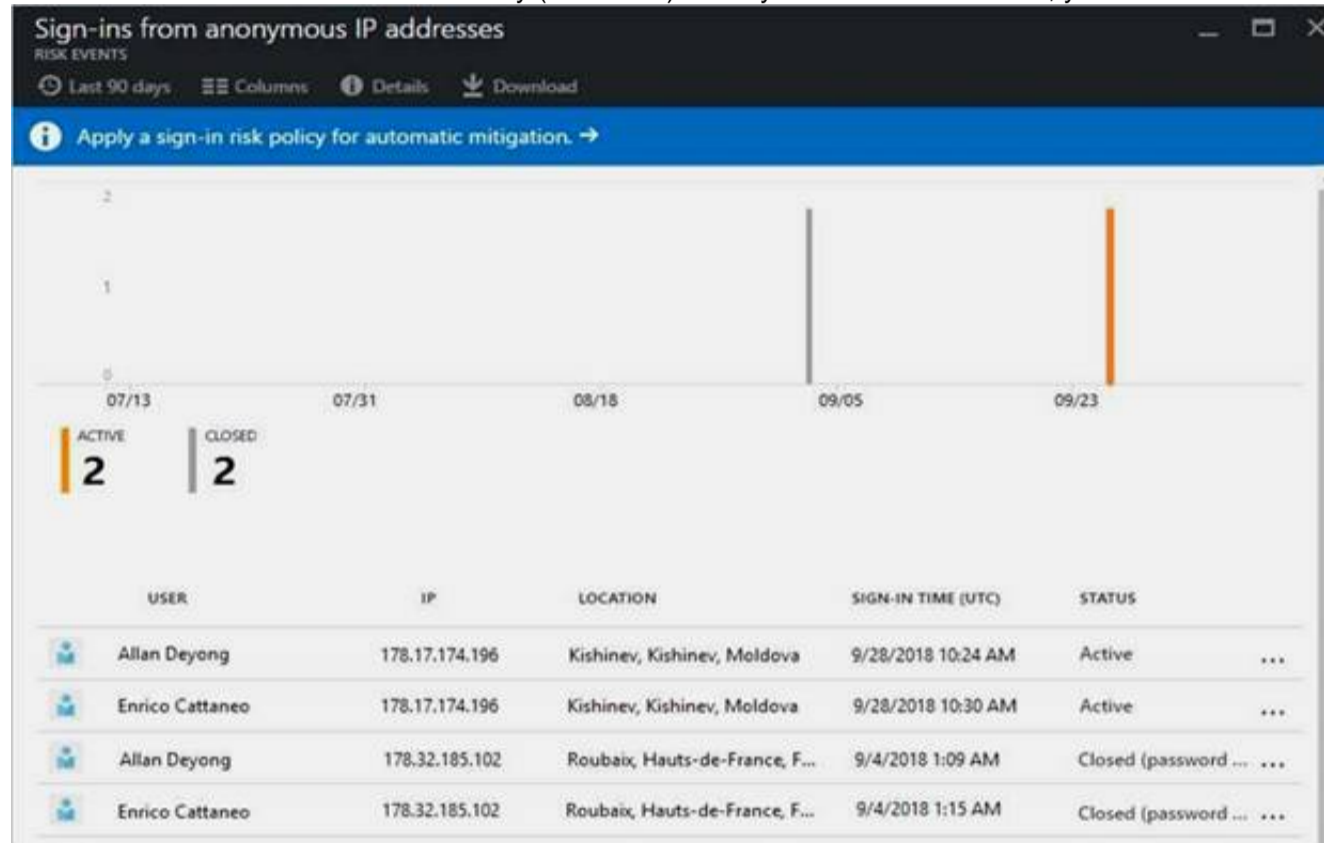 Sign-ins from anonymous IP addresses
RISK EVENTS
Last 90 days Columns Details Download
Apply a sign-in risk policy for automatic mitigation. →
2
1
0
07/13 07/31 08/18 09/05 09/23
ACTIVE CLOSED
2 2
USER IP LOCATION SIGN-IN TIME (UTC) STATUS
Allan Deyong 178.17.174.196 Kishinev, Kishinev, Moldova 9/28/2018 10:24 AM Active ...
Enrico Cattaneo 178.17.174.196 Kishinev, Kishinev, Moldova 9/28/2018 10:30 AM Active ...
Allan Deyong 178.32.185.102 Roubaix, Hauts-de-France, F... 9/4/2018 1:09 AM Closed (password ... ...
Enrico Cattaneo 178.32.185.102 Roubaix, Hauts-de-France, F... 9/4/2018 1:15 AM Closed (password ... ...